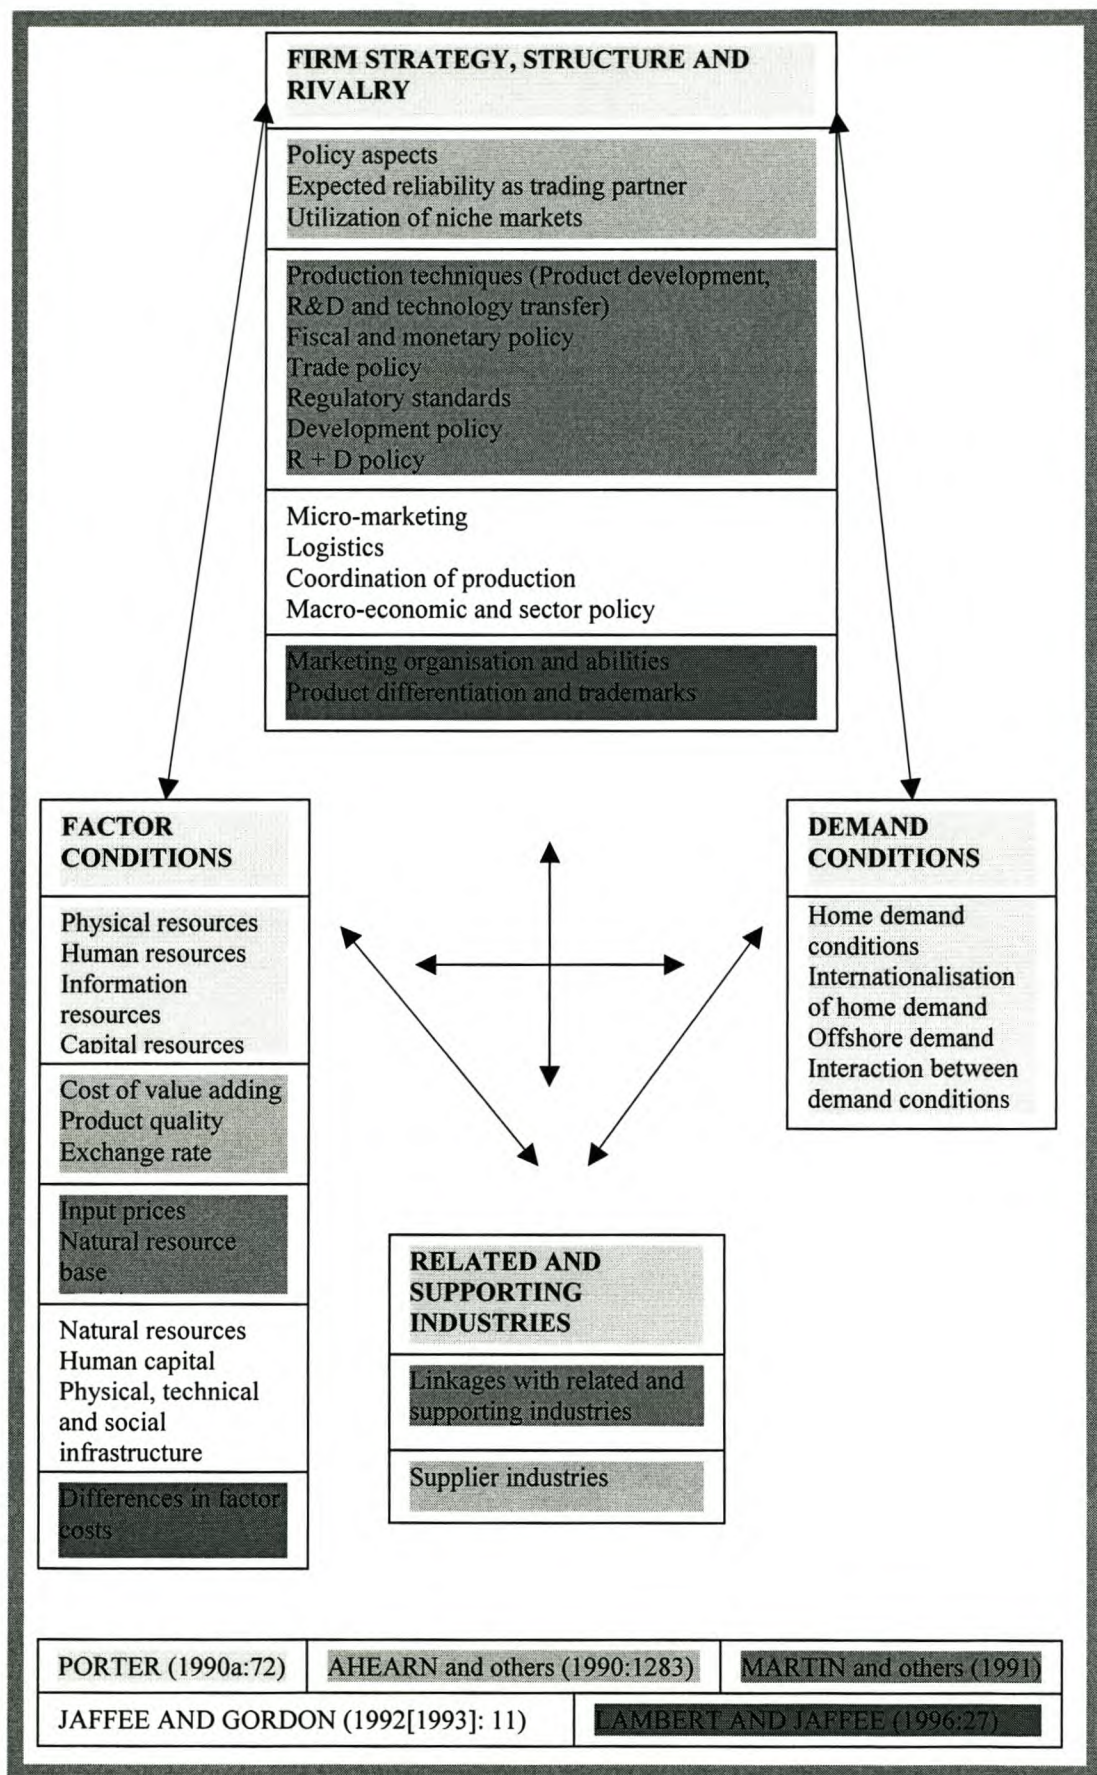 FIRM STRATEGY, STRUCTURE AND
RIVALRY
Policy aspects
Expected reliability as trading partner
Utilization of niche markets
Production techniques (Product development,
R&D and technology transfer)
Fiscal and monetary policy
Trade policy
Regulatory standards
Development policy
R + D policy
Micro-marketing
Logistics
Coordination of production
Macro-economic and sector policy
Marketing organisation and abilities
Product differentiation and trademarks
FACTOR
CONDITIONS
Physical resources
Human resources
Information
resources
Capital resources
Cost of value adding
Product quality
Exchange rate
Input prices
Natural resource
base
Natural resources
Human capital
Physical, technical
and social
infrastructure
Differences in factor
costs
DEMAND
CONDITIONS
Home demand
conditions
Internationalisation
of home demand
Offshore demand
Interaction between
demand conditions
RELATED AND
SUPPORTING
INDUSTRIES
Linkages with related and
supporting industries
Supplier industries
PORTER (1990a:72)
AHEARN and others (1990:1283)
MARTIN and others (1991)
JAFFEE AND GORDON (1992[1993]: 11)
LAMBERT AND JAFFEE (1996:27)